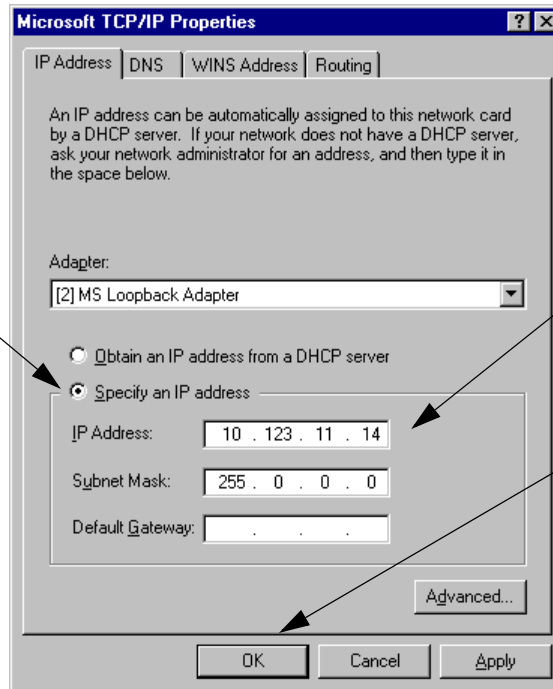 Microsoft TCP/IP Properties
IP Address DNS WINS Address Routing
An IP address can be automatically assigned to this network card
by a DHCP server. If your network does not have a DHCP server,
ask your network administrator for an address, and then type it in
the space below.
Adapter:
[2] MS Loopback Adapter
Obtain an IP address from a DHCP server
Specify an IP address
IP Address: 10 . 123 . 11 . 14
Subnet Mask: 255 . 0 . 0 . 0
Default Gateway: . . .
Advanced...
OK Cancel Apply